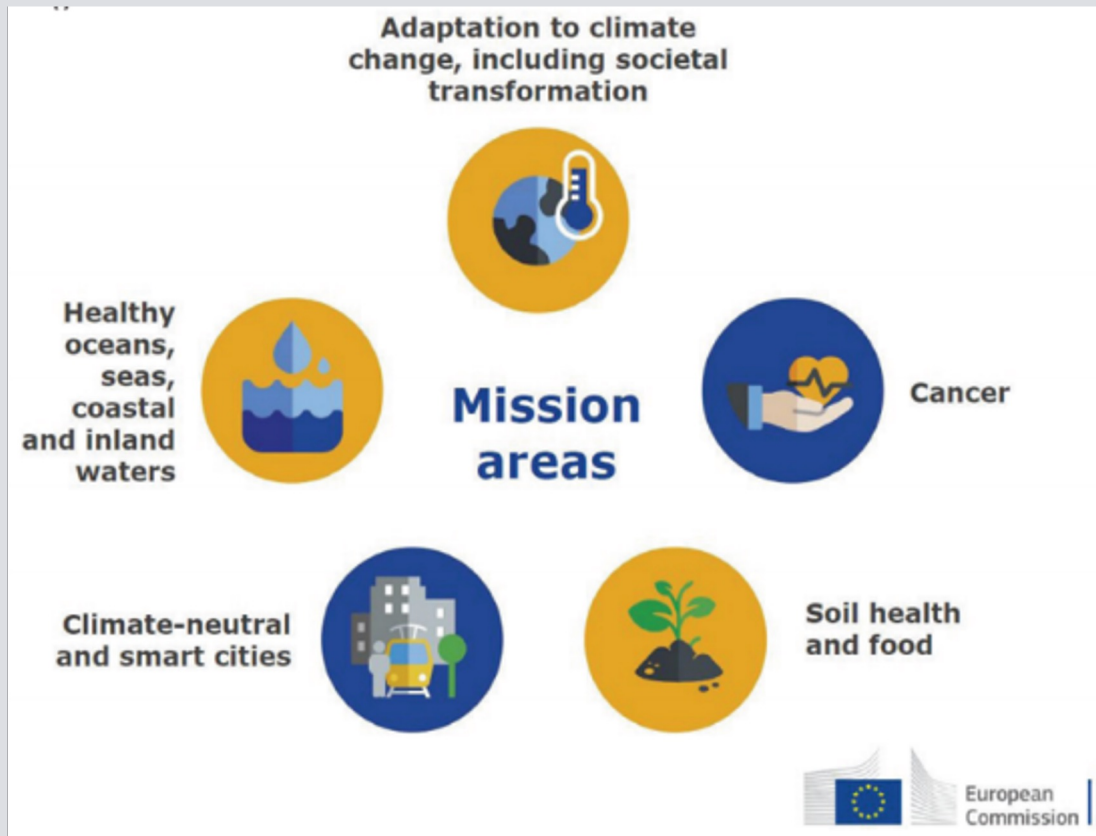 Adaptation to climate
change, including societal
transformation
Healthy
oceans,
seas,
coastal
and inland
waters
Mission
areas
Cancer
Climate-neutral
and smart cities
Soil health
and food
European
Commission